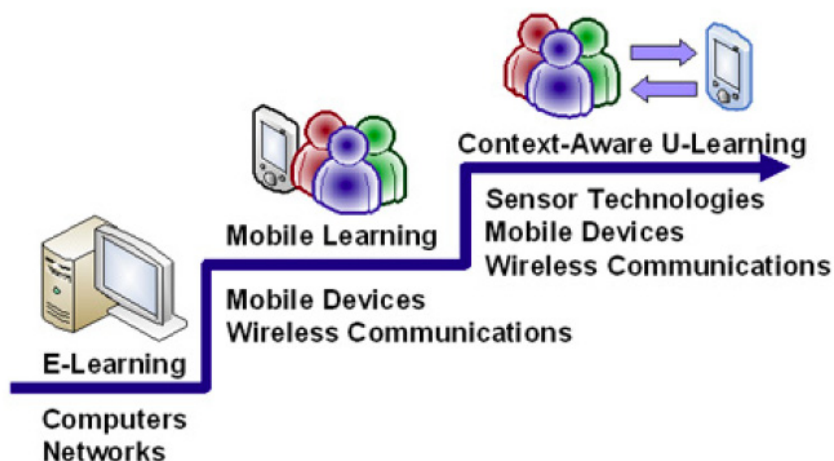 Context-Aware U-Learning
Sensor Technologies
Mobile Devices
Wireless Communications
Mobile Learning
Mobile Devices
Wireless Communications
E-Learning
Computers
Networks